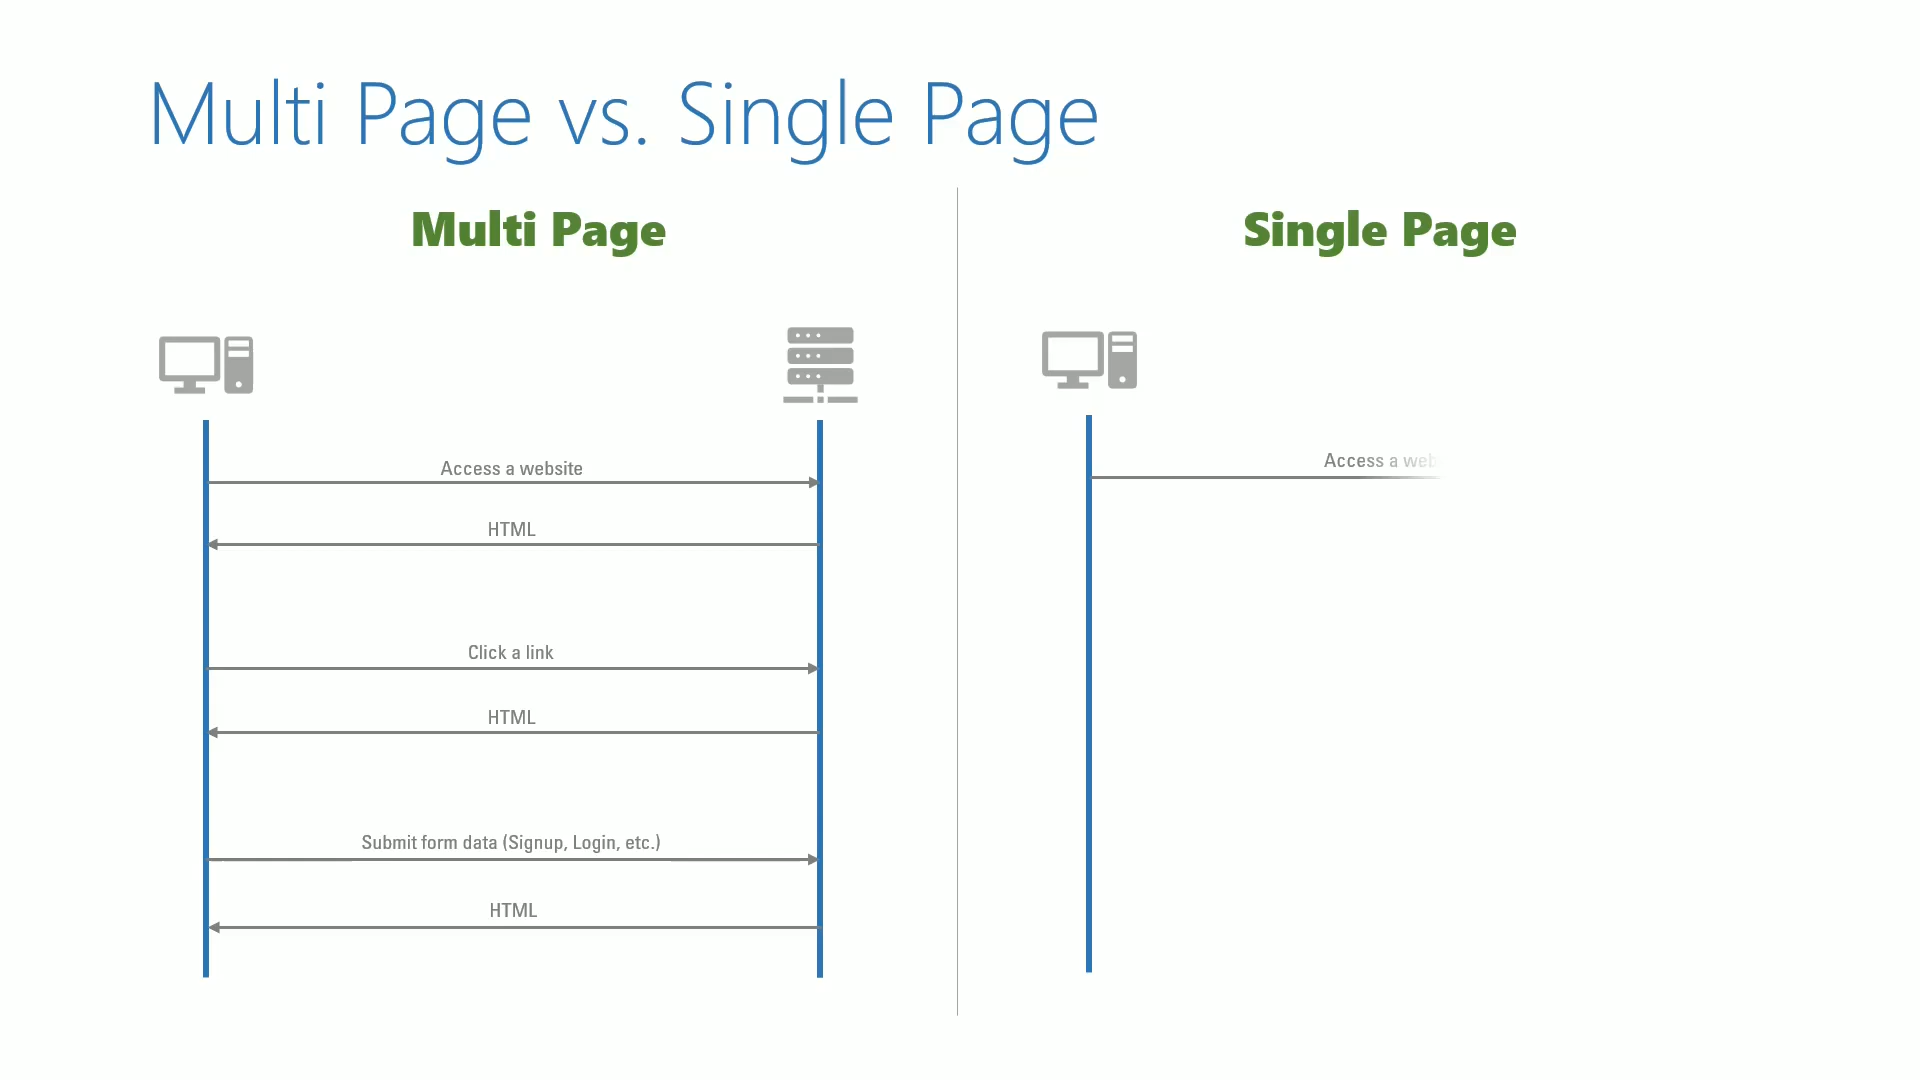 Multi Page vs. Single Page
Multi Page
Access a website
HTML
Click a link
HTML
Submit form data (Signup, Login, etc.)
HTML
Single Page
Access a web